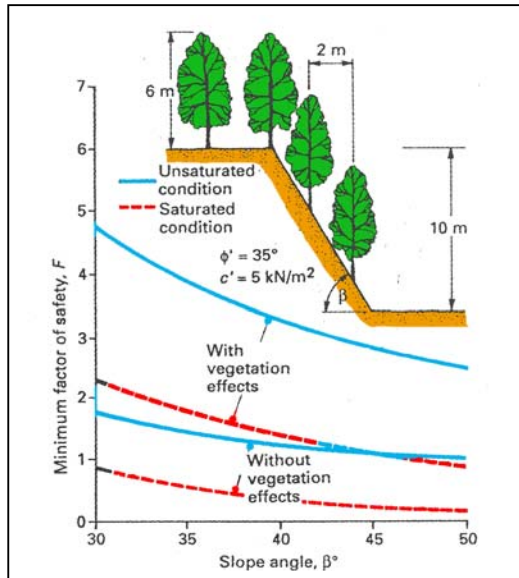 7
6
5
4
3
2
1
0
Minimum factor of safety, F
30
35
40
45
50
Slope angle, β°
6 m
2 m
10 m
Unsaturated
condition
Saturated
condition
ϕ' = 35°
c' = 5 kN/m²
β
With
vegetation
effects
Without
vegetation
effects